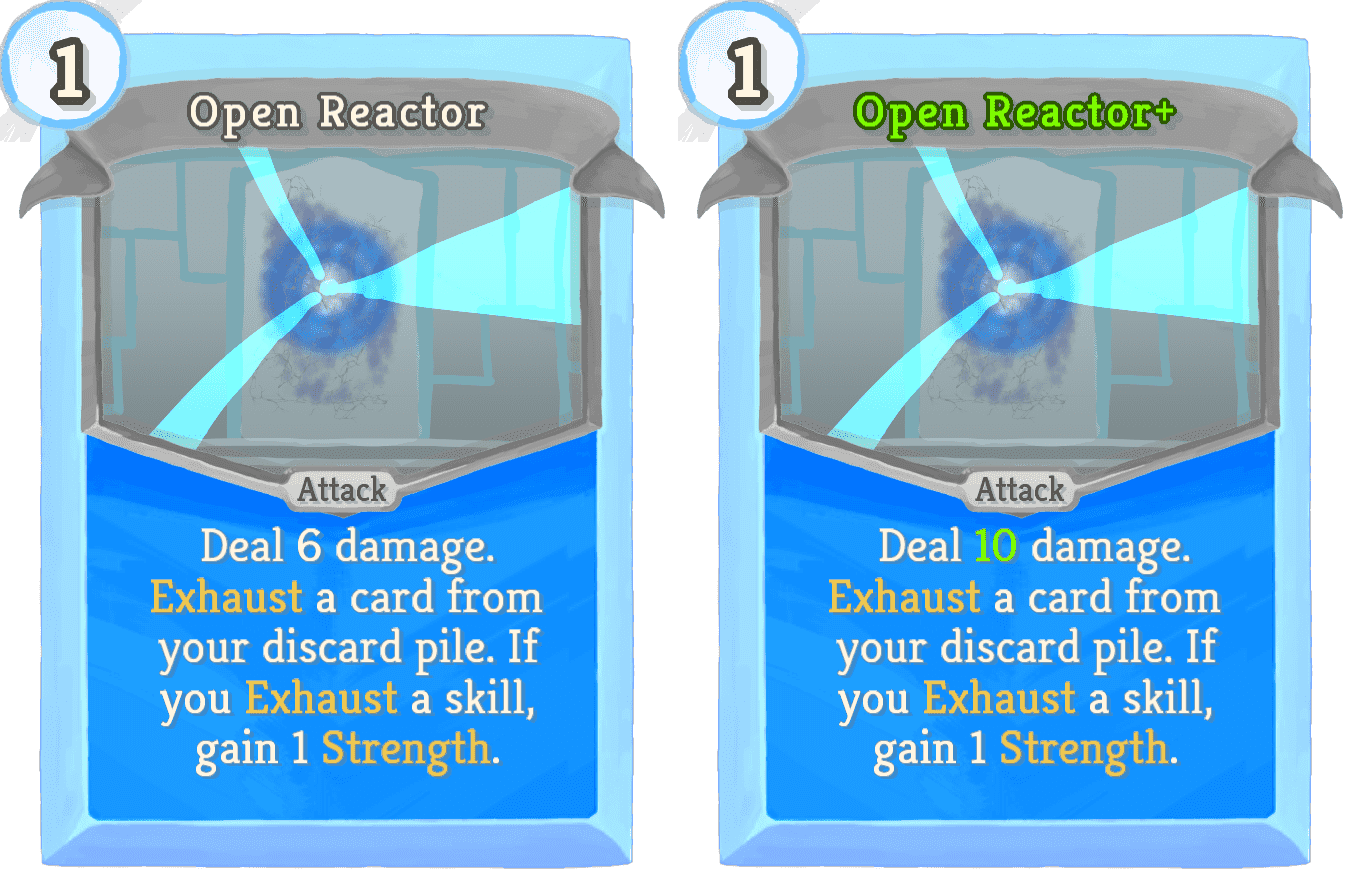 1
Open Reactor
Attack
Deal 6 damage.
Exhaust a card from
your discard pile. If
you Exhaust a skill,
gain 1 Strength.
1
Open Reactor+
Attack
Deal 10 damage.
Exhaust a card from
your discard pile. If
you Exhaust a skill,
gain 1 Strength.